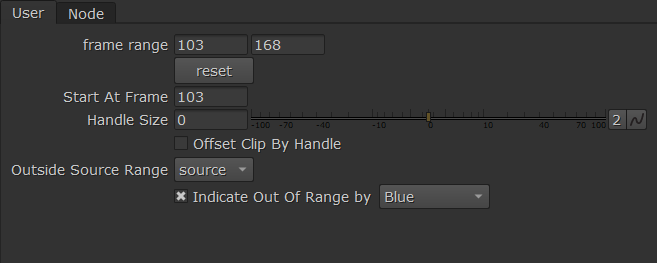 User Node
frame range 103 168
reset
Start At Frame 103
Handle Size 0 -100 -70 -40 -10 0 10 40 70 100 2
Offset Clip By Handle
Outside Source Range source
Indicate Out Of Range by Blue